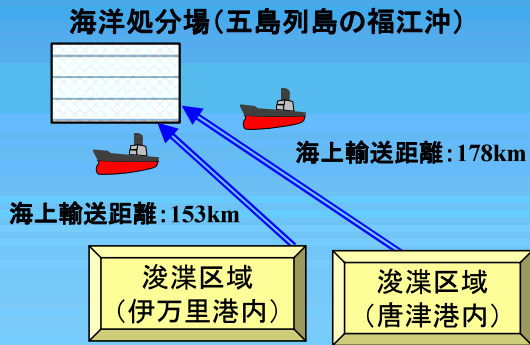 海洋処分場（五島列島の福江沖）
海上輸送距離：178km
海上輸送距離：153km
浚渫区域
（伊万里港内）
浚渫区域
（唐津港内）